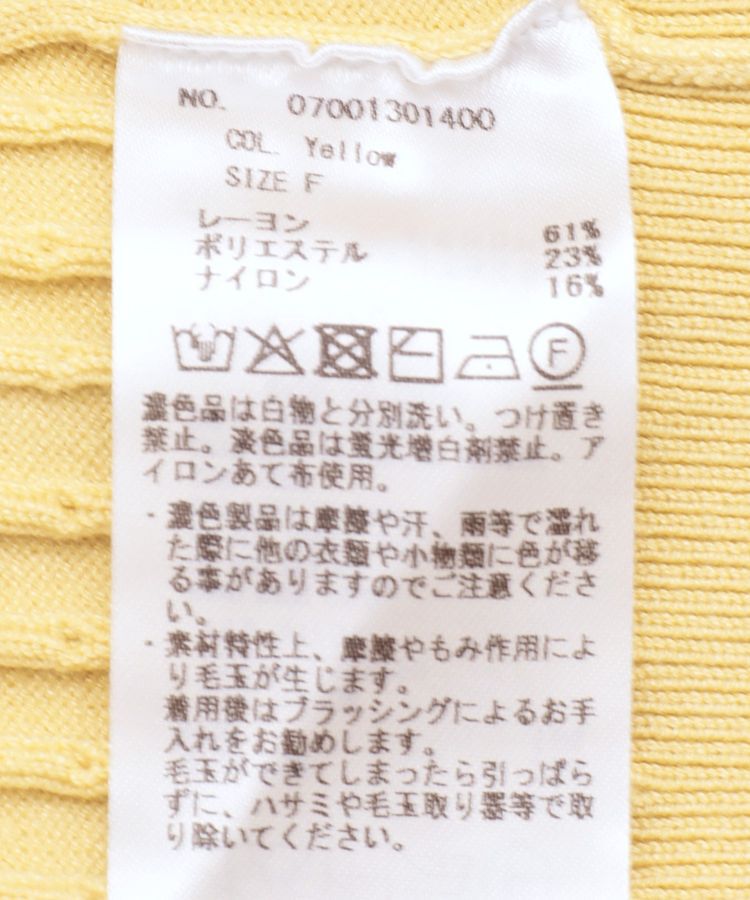 NO. 07001301400
COL. Yellow
SIZE F
レーヨン 61%
ポリエステル 23%
ナイロン 16%
F
濃色品は白物と分別洗い。つけ置き
禁止。淡色品は蛍光増白剤禁止。ア
イロンあて布使用。
・濃色製品は摩擦や汗、雨等で濡れ
た際に他の衣類や小物類に色が移
る事がありますのでご注意くださ
い。
・素材特性上、摩擦やもみ作用によ
り毛玉が生じます。
着用後はブラッシングによるお手
入れをお勧めします。
毛玉ができてしまったら引っぱら
ずに、ハサミや毛玉取り器等で取
り除いてください。